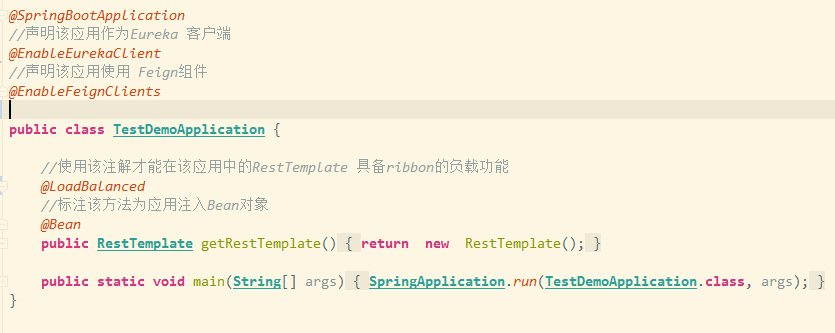 @SpringBootApplication
//声明该应用作为Eureka 客户端
@EnableEurekaClient
//声明该应用使用 Feign组件
@EnableFeignClients
public class TestDemoApplication {
//使用该注解才能在该应用中的RestTemplate 具备ribbon的负载功能
@LoadBalanced
//标注该方法为应用注入Bean对象
@Bean
public RestTemplate getRestTemplate() { return  new  RestTemplate(); }
public static void main(String[] args) { SpringApplication.run(TestDemoApplication.class, args); }
}